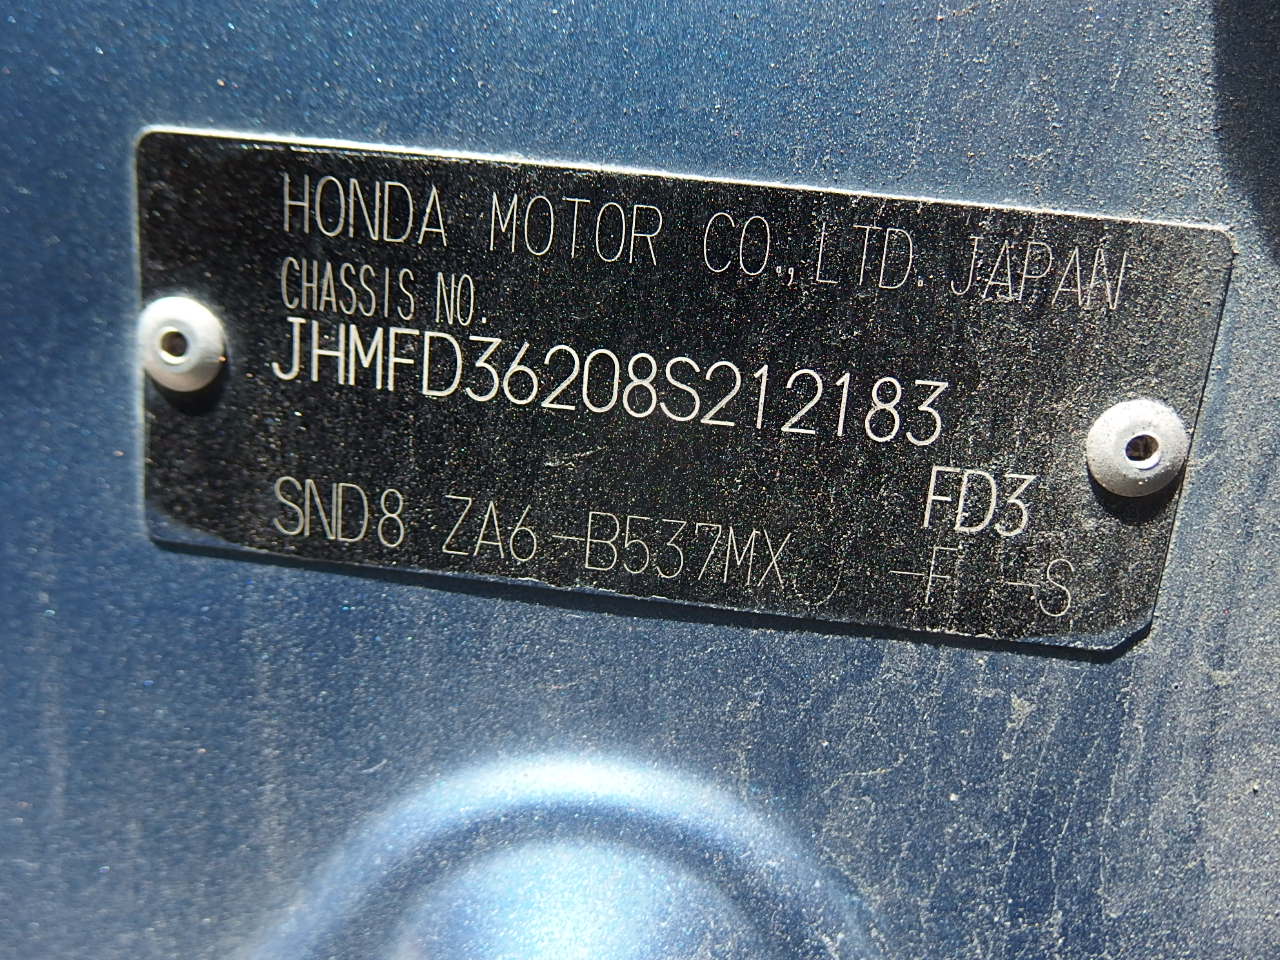 HONDA MOTOR CO., LTD. JAPAN
CHASSIS NO.
JHMFD36208S212183
FD3
SND8 ZA6-B537MX J -F -S